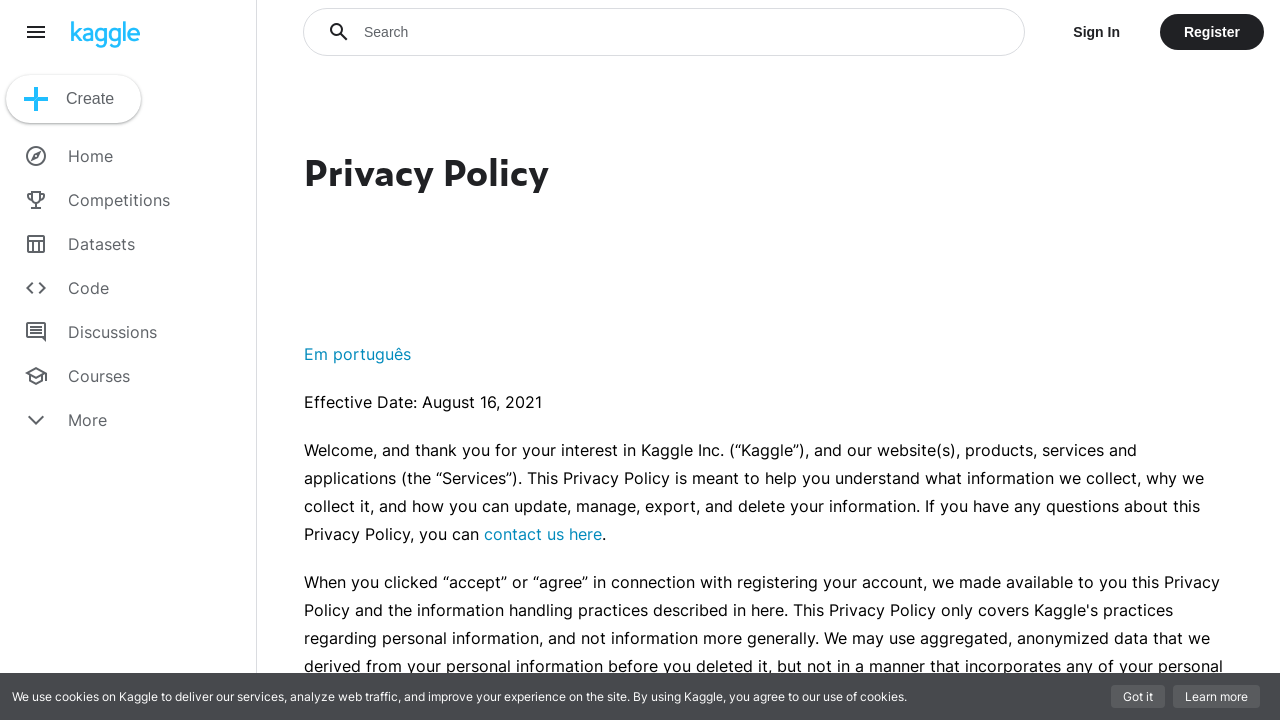 kaggle
Search
Sign In
Register
Create
Home
Competitions
Datasets
Code
Discussions
Courses
More
Privacy Policy
Em português
Effective Date: August 16, 2021
Welcome, and thank you for your interest in Kaggle Inc. (“Kaggle”), and our website(s), products, services and
applications (the “Services”). This Privacy Policy is meant to help you understand what information we collect, why we
collect it, and how you can update, manage, export, and delete your information. If you have any questions about this
Privacy Policy, you can contact us here.
When you clicked “accept” or “agree” in connection with registering your account, we made available to you this Privacy
Policy and the information handling practices described in here. This Privacy Policy only covers Kaggle's practices
regarding personal information, and not information more generally. We may use aggregated, anonymized data that we
derived from your personal information before you deleted it, but not in a manner that incorporates any of your personal
We use cookies on Kaggle to deliver our services, analyze web traffic, and improve your experience on the site. By using Kaggle, you agree to our use of cookies.
Got it
Learn more